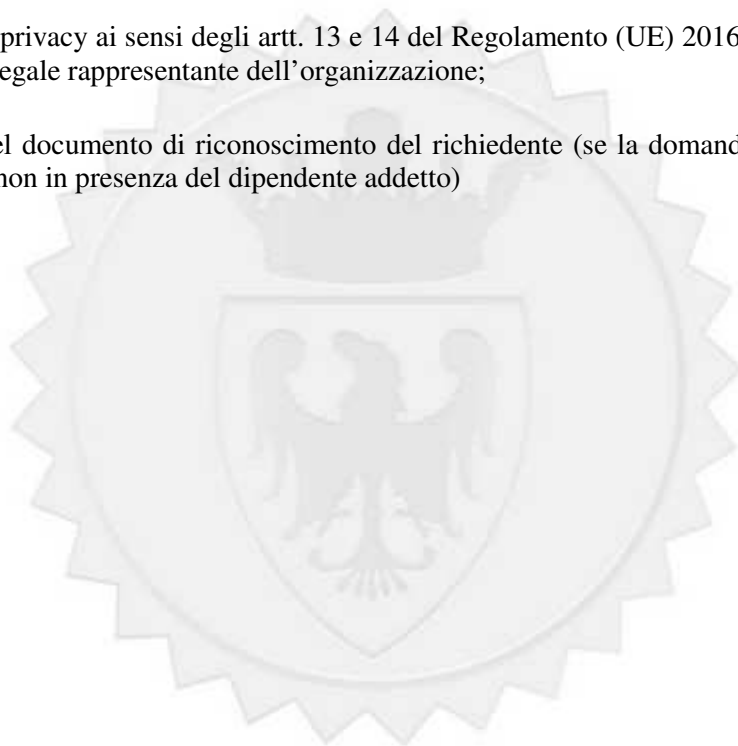 privacy ai sensi degli artt. 13 e 14 del Regolamento (UE) 2016
egale rappresentante dell’organizzazione;
el documento di riconoscimento del richiedente (se la domand
non in presenza del dipendente addetto)